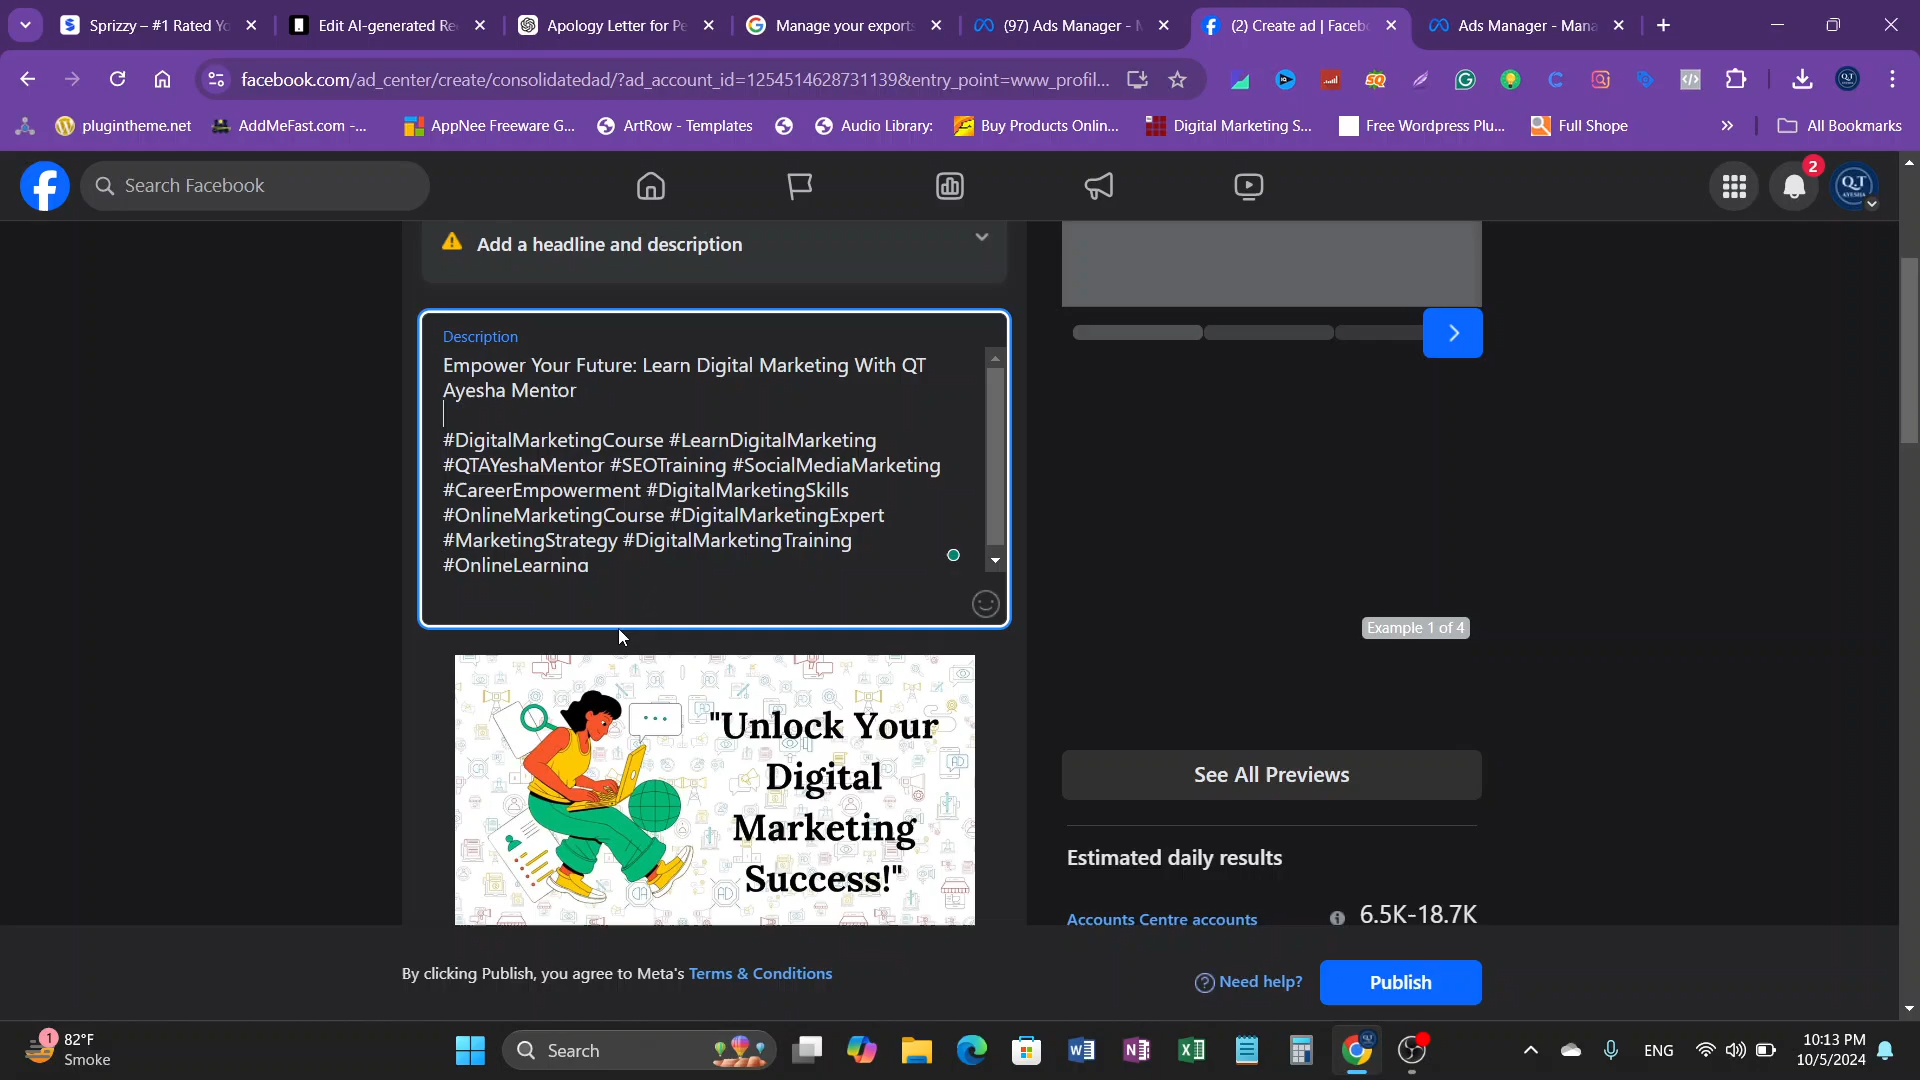 Sprizzy – #1 Rated Yo
Edit AI-generated Re
Apology Letter for Pe
Manage your exports
(97) Ads Manager - M
(2) Create ad | Facebo
Ads Manager - Mana
facebook.com/ad_center/create/consolidatedad/?ad_account_id=1254514628731139&entry_point=www_profil...
plugintheme.net
AddMeFast.com -...
AppNee Freeware G...
ArtRow - Templates
Audio Library:
Buy Products Onlin...
Digital Marketing S...
Free Wordpress Plu...
Full Shope
All Bookmarks
Search Facebook
2
QT
AYESHA
Add a headline and description
Description
Empower Your Future: Learn Digital Marketing With QT
Ayesha Mentor
#DigitalMarketingCourse #LearnDigitalMarketing
#QTAYeshaMentor #SEOTraining #SocialMediaMarketing
#CareerEmpowerment #DigitalMarketingSkills
#OnlineMarketingCourse #DigitalMarketingExpert
#MarketingStrategy #DigitalMarketingTraining
#OnlineLearning
Example 1 of 4
"Unlock Your
Digital
Marketing
Success!"
See All Previews
Estimated daily results
Accounts Centre accounts
6.5K-18.7K
By clicking Publish, you agree to Meta's Terms & Conditions
Need help?
Publish
1
82°F
Smoke
Search
ENG
10:13 PM
10/5/2024